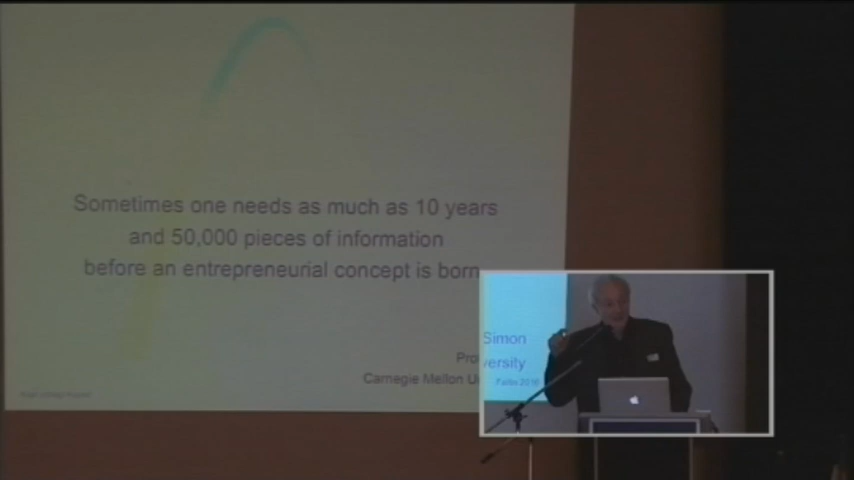 Sometimes one needs as much as 10 years
and 50,000 pieces of information
before an entrepreneurial concept is born
Carnegie Mellon
Simon